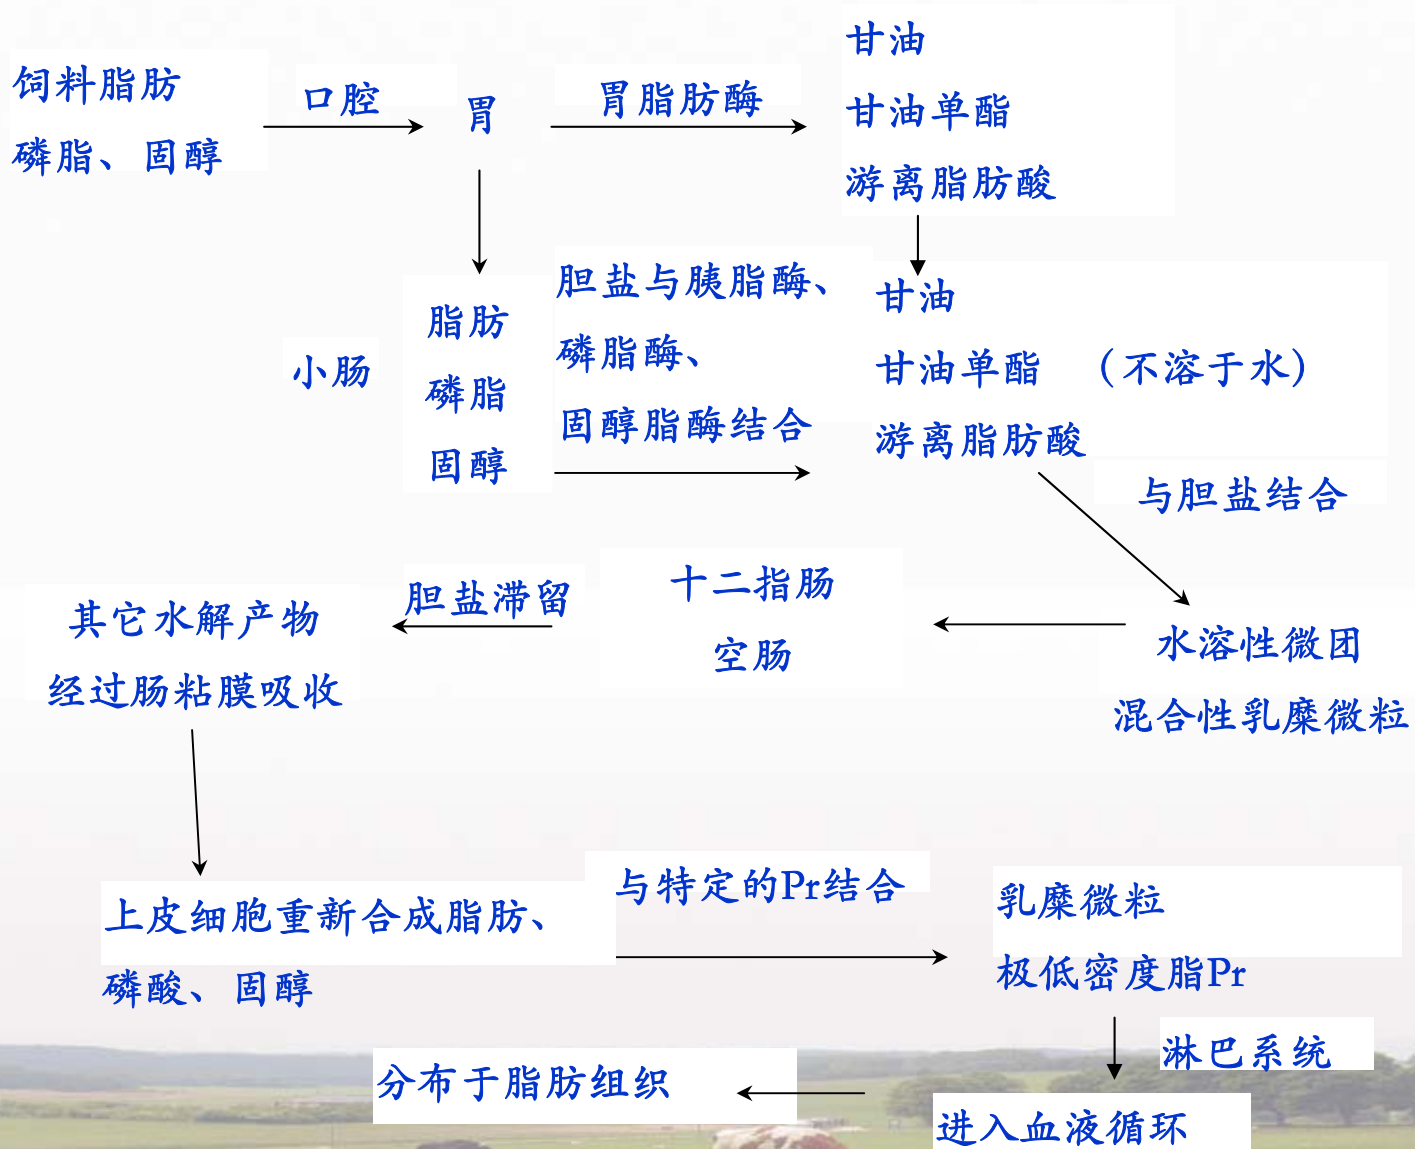 饲料脂肪
磷脂、固醇
口腔
胃
胃脂肪酶
甘油
甘油单酯
游离脂肪酸
小肠
脂肪
磷脂
固醇
胆盐与胰脂酶、
磷脂酶、
固醇脂酶结合
甘油
甘油单酯 （不溶于水）
游离脂肪酸
与胆盐结合
水溶性微团
混合性乳糜微粒
十二指肠
空肠
胆盐滞留
其它水解产物
经过肠粘膜吸收
上皮细胞重新合成脂肪、
磷酸、固醇
与特定的Pr结合
乳糜微粒
极低密度脂Pr
淋巴系统
进入血液循环
分布于脂肪组织